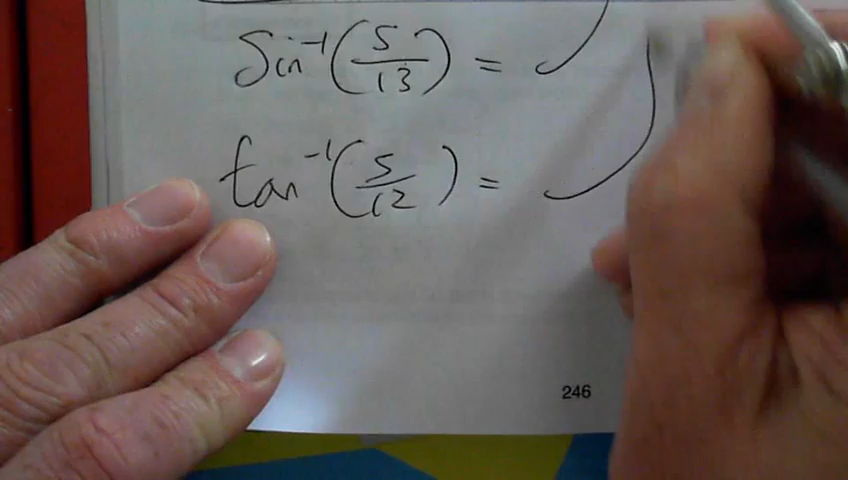 Sin⁻¹(5/13) =
tan⁻¹(5/12) =
246